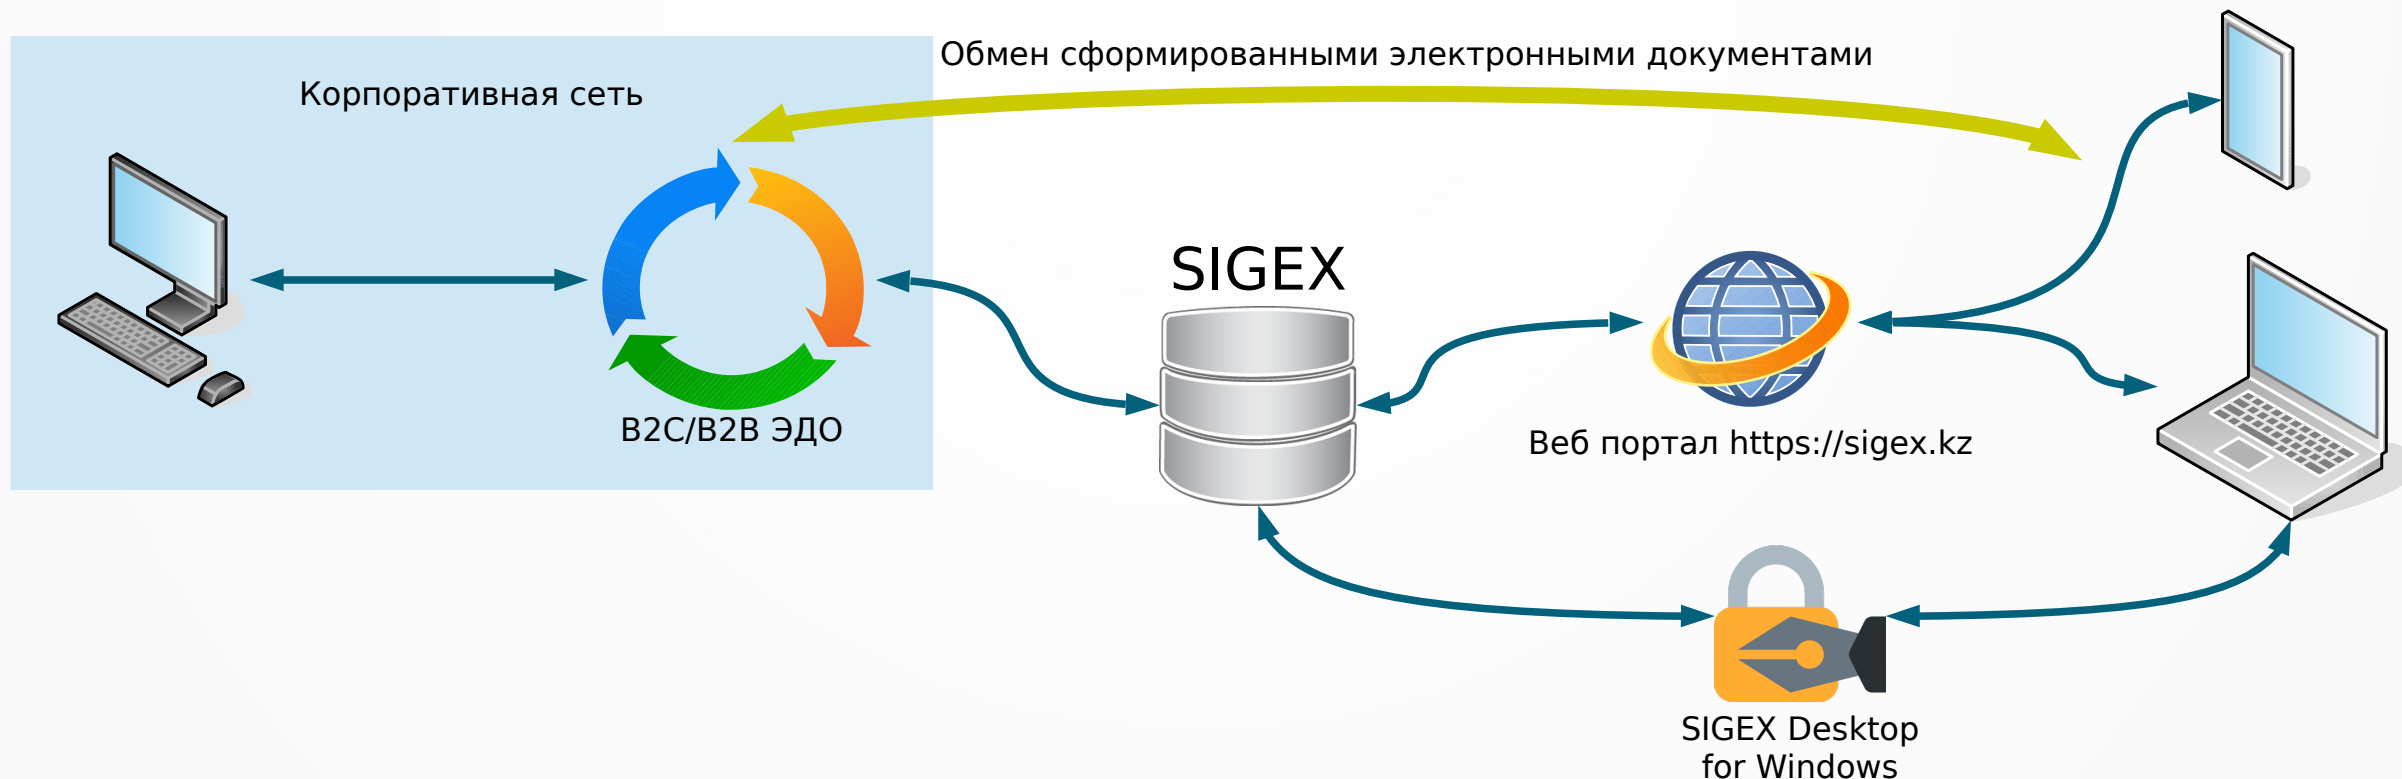 Обмен сформированными электронными документами
Корпоративная сеть
SIGEX
B2C/B2B ЭДО
Веб портал https://sigex.kz
SIGEX Desktop
for Windows